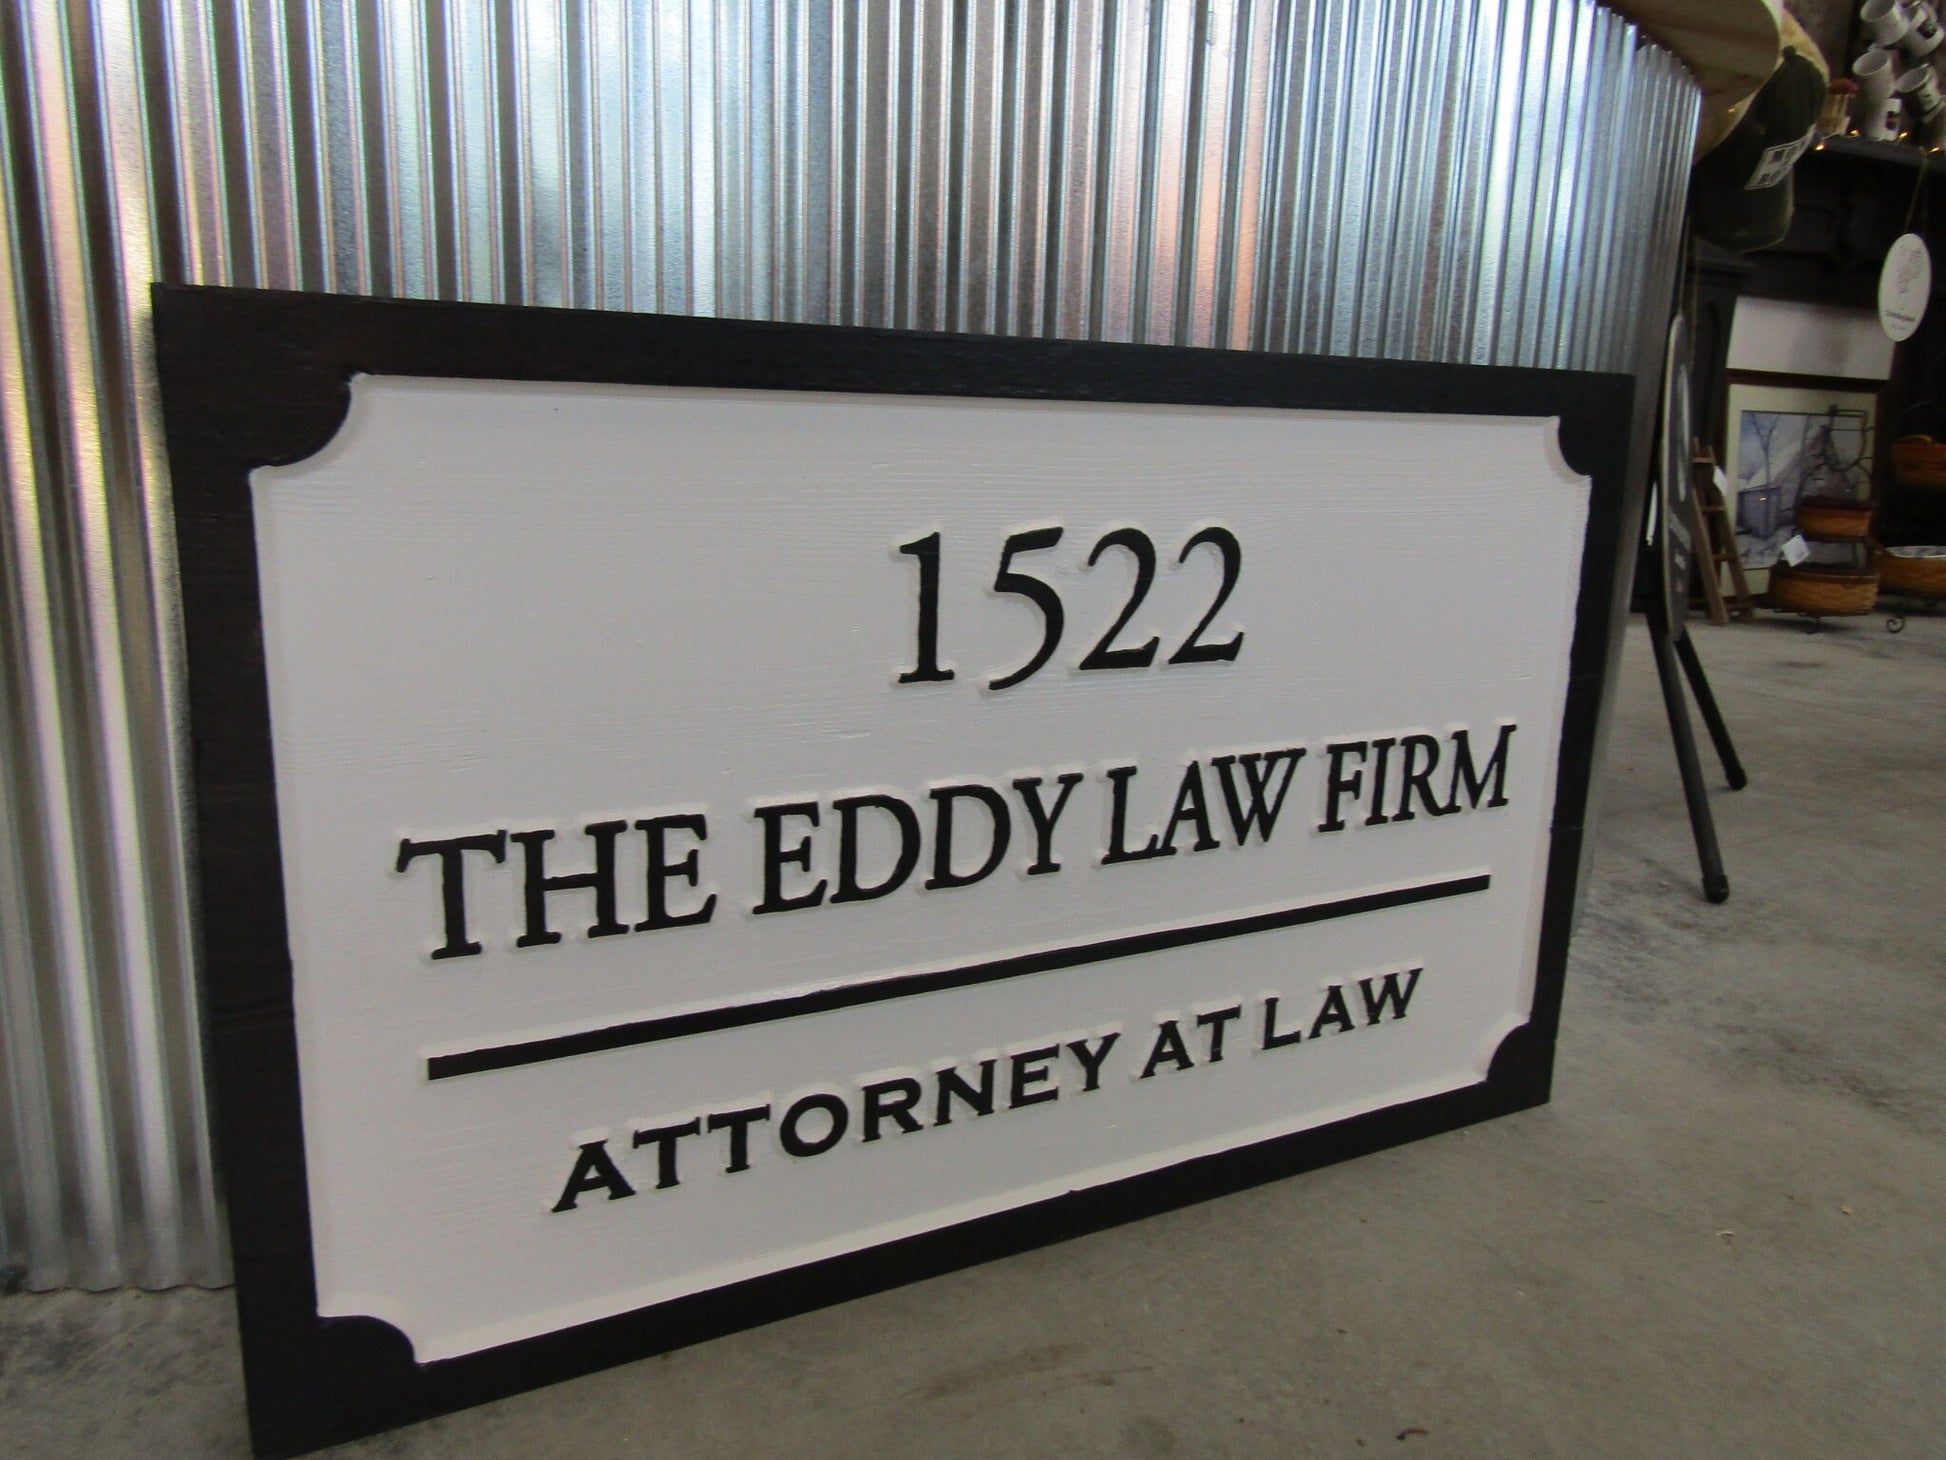 1522
THE EDDY LAW FIRM
ATTORNEY AT LAW